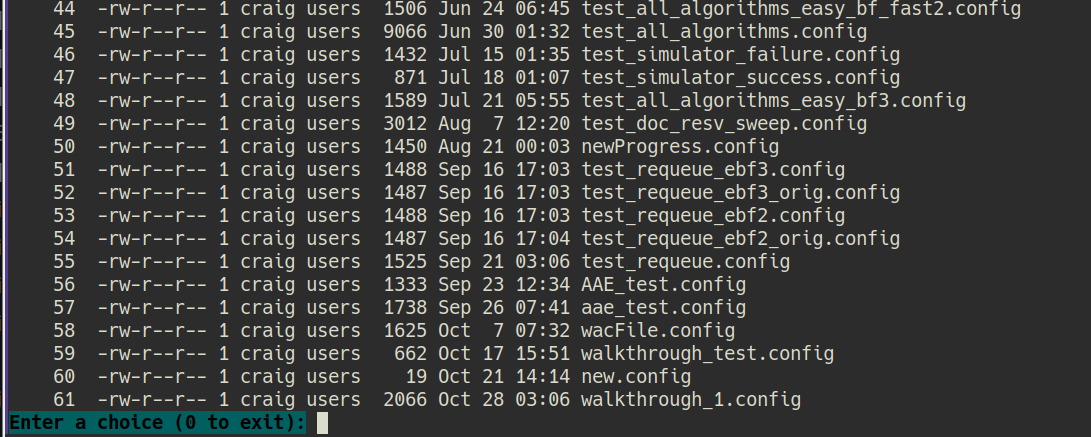 44 -rw-r--r-- 1 craig users 1506 Jun 24 06:45 test_all_algorithms_easy_bf_fast2.config
45 -rw-r--r-- 1 craig users 9066 Jun 30 01:32 test_all_algorithms.config
46 -rw-r--r-- 1 craig users 1432 Jul 15 01:35 test_simulator_failure.config
47 -rw-r--r-- 1 craig users 871 Jul 18 01:07 test_simulator_success.config
48 -rw-r--r-- 1 craig users 1589 Jul 21 05:55 test_all_algorithms_easy_bf3.config
49 -rw-r--r-- 1 craig users 3012 Aug 7 12:20 test_doc_resv_sweep.config
50 -rw-r--r-- 1 craig users 1450 Aug 21 00:03 newProgress.config
51 -rw-r--r-- 1 craig users 1488 Sep 16 17:03 test_requeue_ebf3.config
52 -rw-r--r-- 1 craig users 1487 Sep 16 17:03 test_requeue_ebf3_orig.config
53 -rw-r--r-- 1 craig users 1488 Sep 16 17:03 test_requeue_ebf2.config
54 -rw-r--r-- 1 craig users 1487 Sep 16 17:04 test_requeue_ebf2_orig.config
55 -rw-r--r-- 1 craig users 1525 Sep 21 03:06 test_requeue.config
56 -rw-r--r-- 1 craig users 1333 Sep 23 12:34 AAE_test.config
57 -rw-r--r-- 1 craig users 1738 Sep 26 07:41 aae_test.config
58 -rw-r--r-- 1 craig users 1625 Oct 7 07:32 wacFile.config
59 -rw-r--r-- 1 craig users 662 Oct 17 15:51 walkthrough_test.config
60 -rw-r--r-- 1 craig users 19 Oct 21 14:14 new.config
61 -rw-r--r-- 1 craig users 2066 Oct 28 03:06 walkthrough_1.config
Enter a choice (0 to exit):